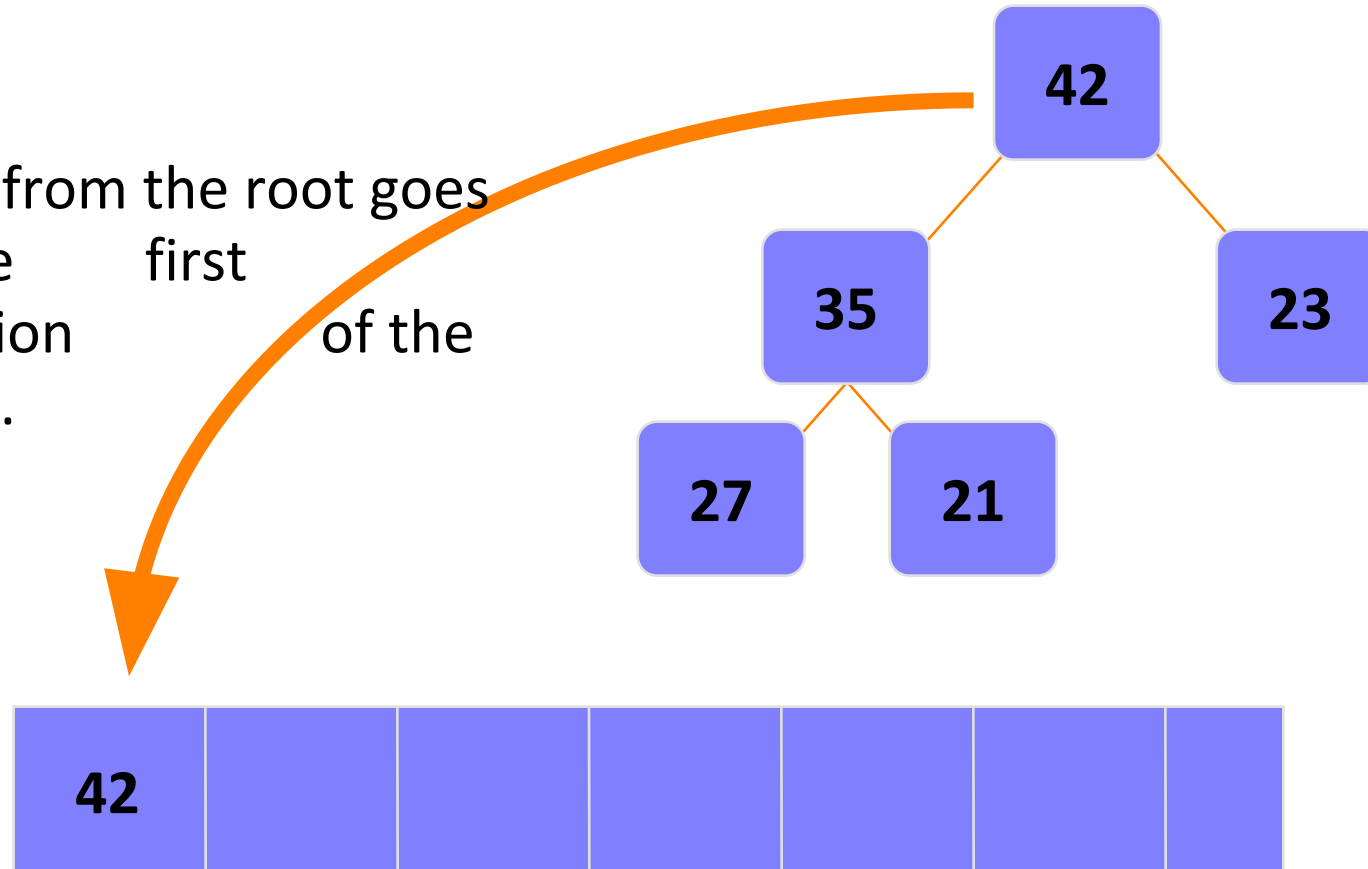 42
from the root goes
e first
ion of the
.
35
23
27
21
42